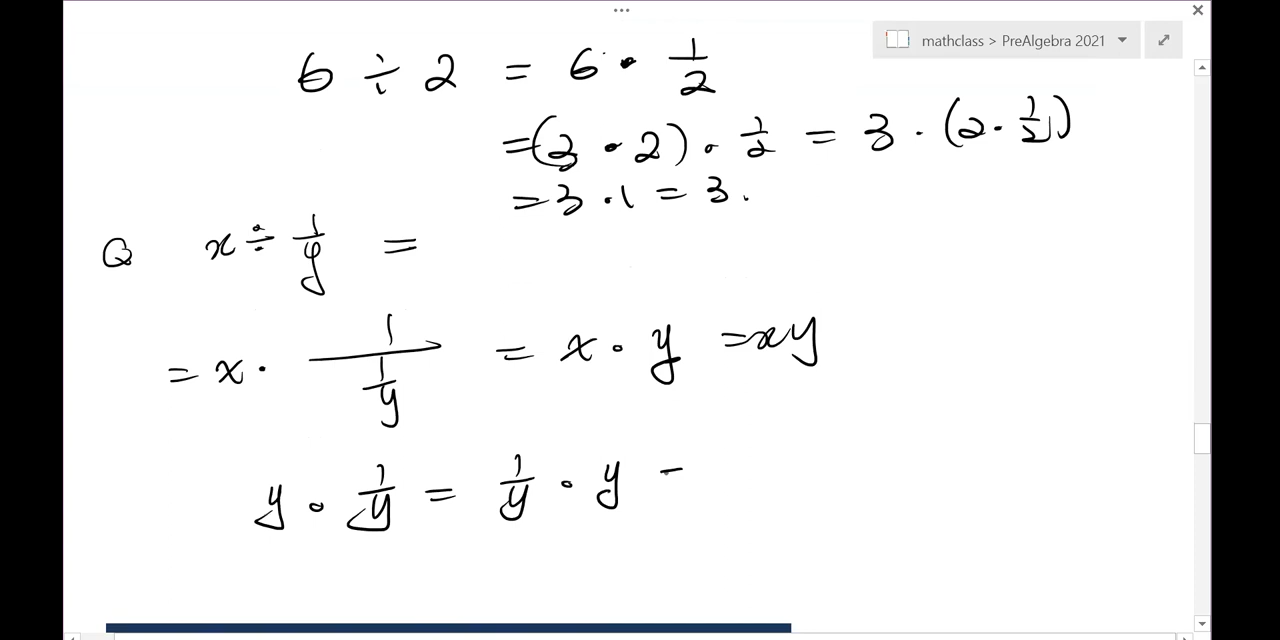 mathclass > PreAlgebra 2021
6 ÷ 2 = 6 · 1/2
= (3 · 2) · 1/2 = 3 · (2 · 1/2)
= 3 · 1 = 3.
Q x ÷ 1/y =
= x · 1/(1/y) = x · y = xy
y · 1/y = 1/y · y -